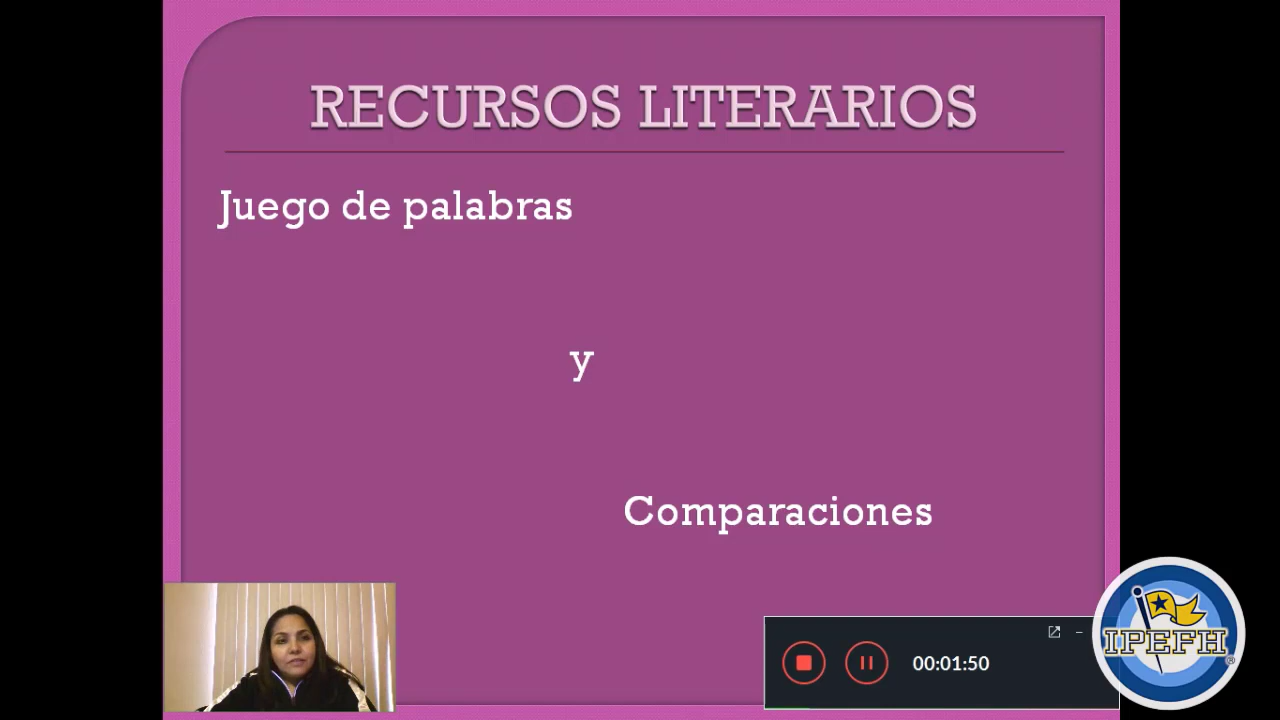 RECURSOS LITERARIOS
Juego de palabras
y
Comparaciones
00:01:50
IPEFH
®